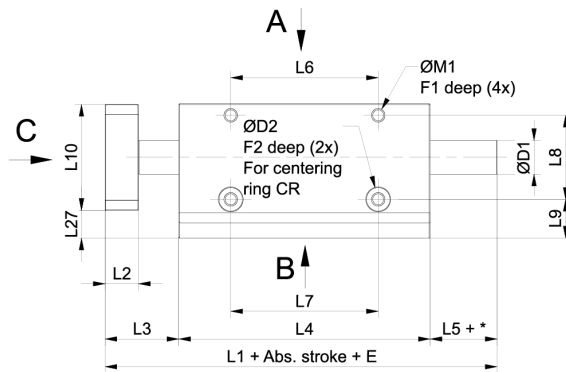 A
L6
ØM1
F1 deep (4x)
C
L10
ØD2
F2 deep (2x)
For centering
ring CR
ØD1
L8
L27
L9
L2
B
L7
L3
L4
L5 + *
L1 + Abs. stroke + E